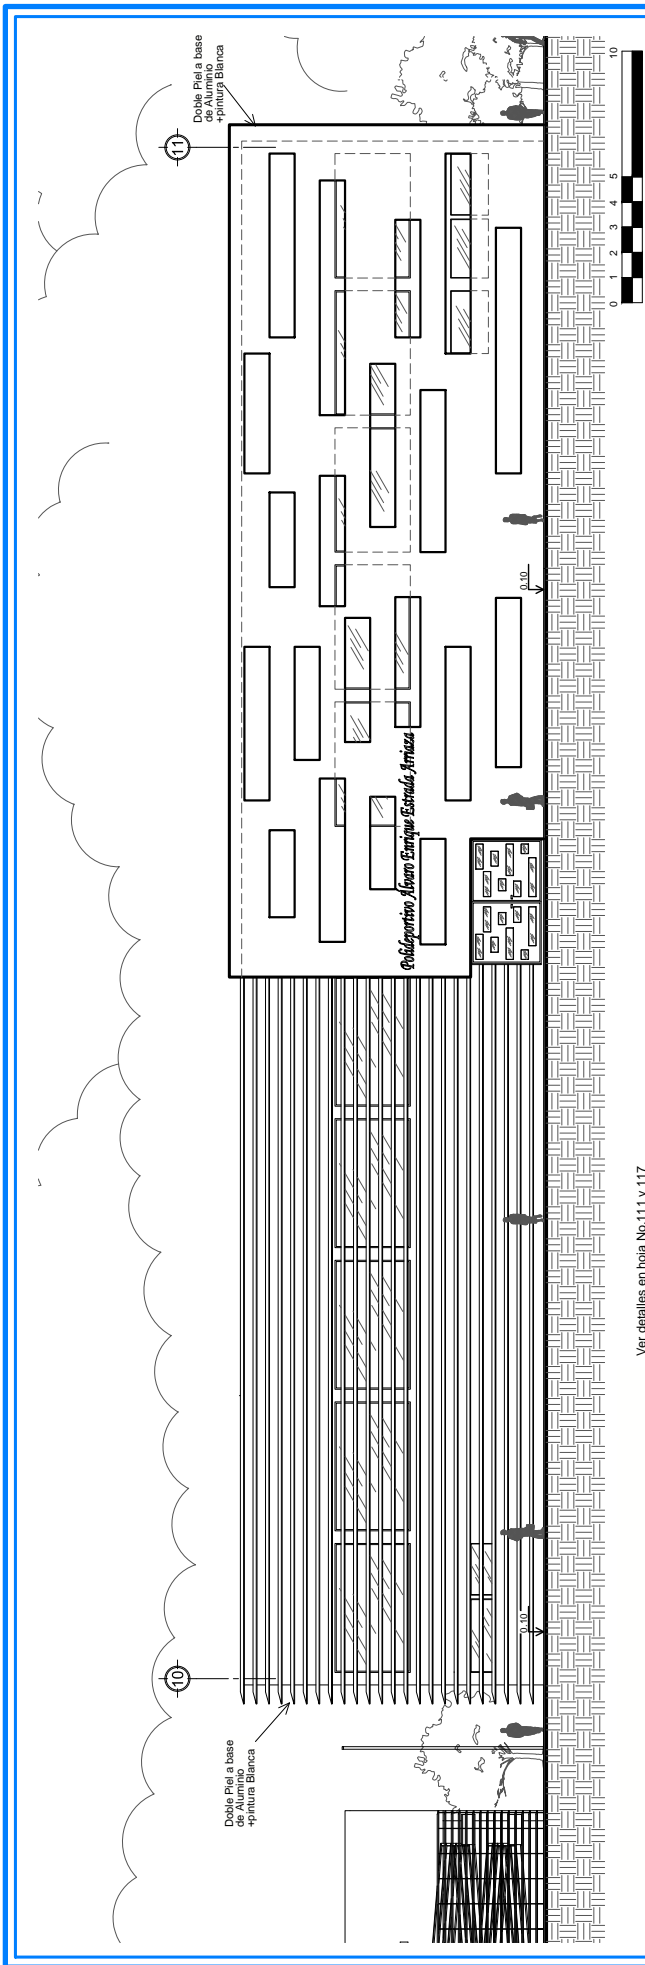 Doble Piel a base
de Aluminio
+pintura Blanca
10
Doble Piel a base
de Aluminio
+pintura Blanca
11
Polideportivo Alvaro Enrique Estrada Arriaza
0.10
0.10
Ver detalles en hoja No.111 y 117
0 1 2 3 4 5 10